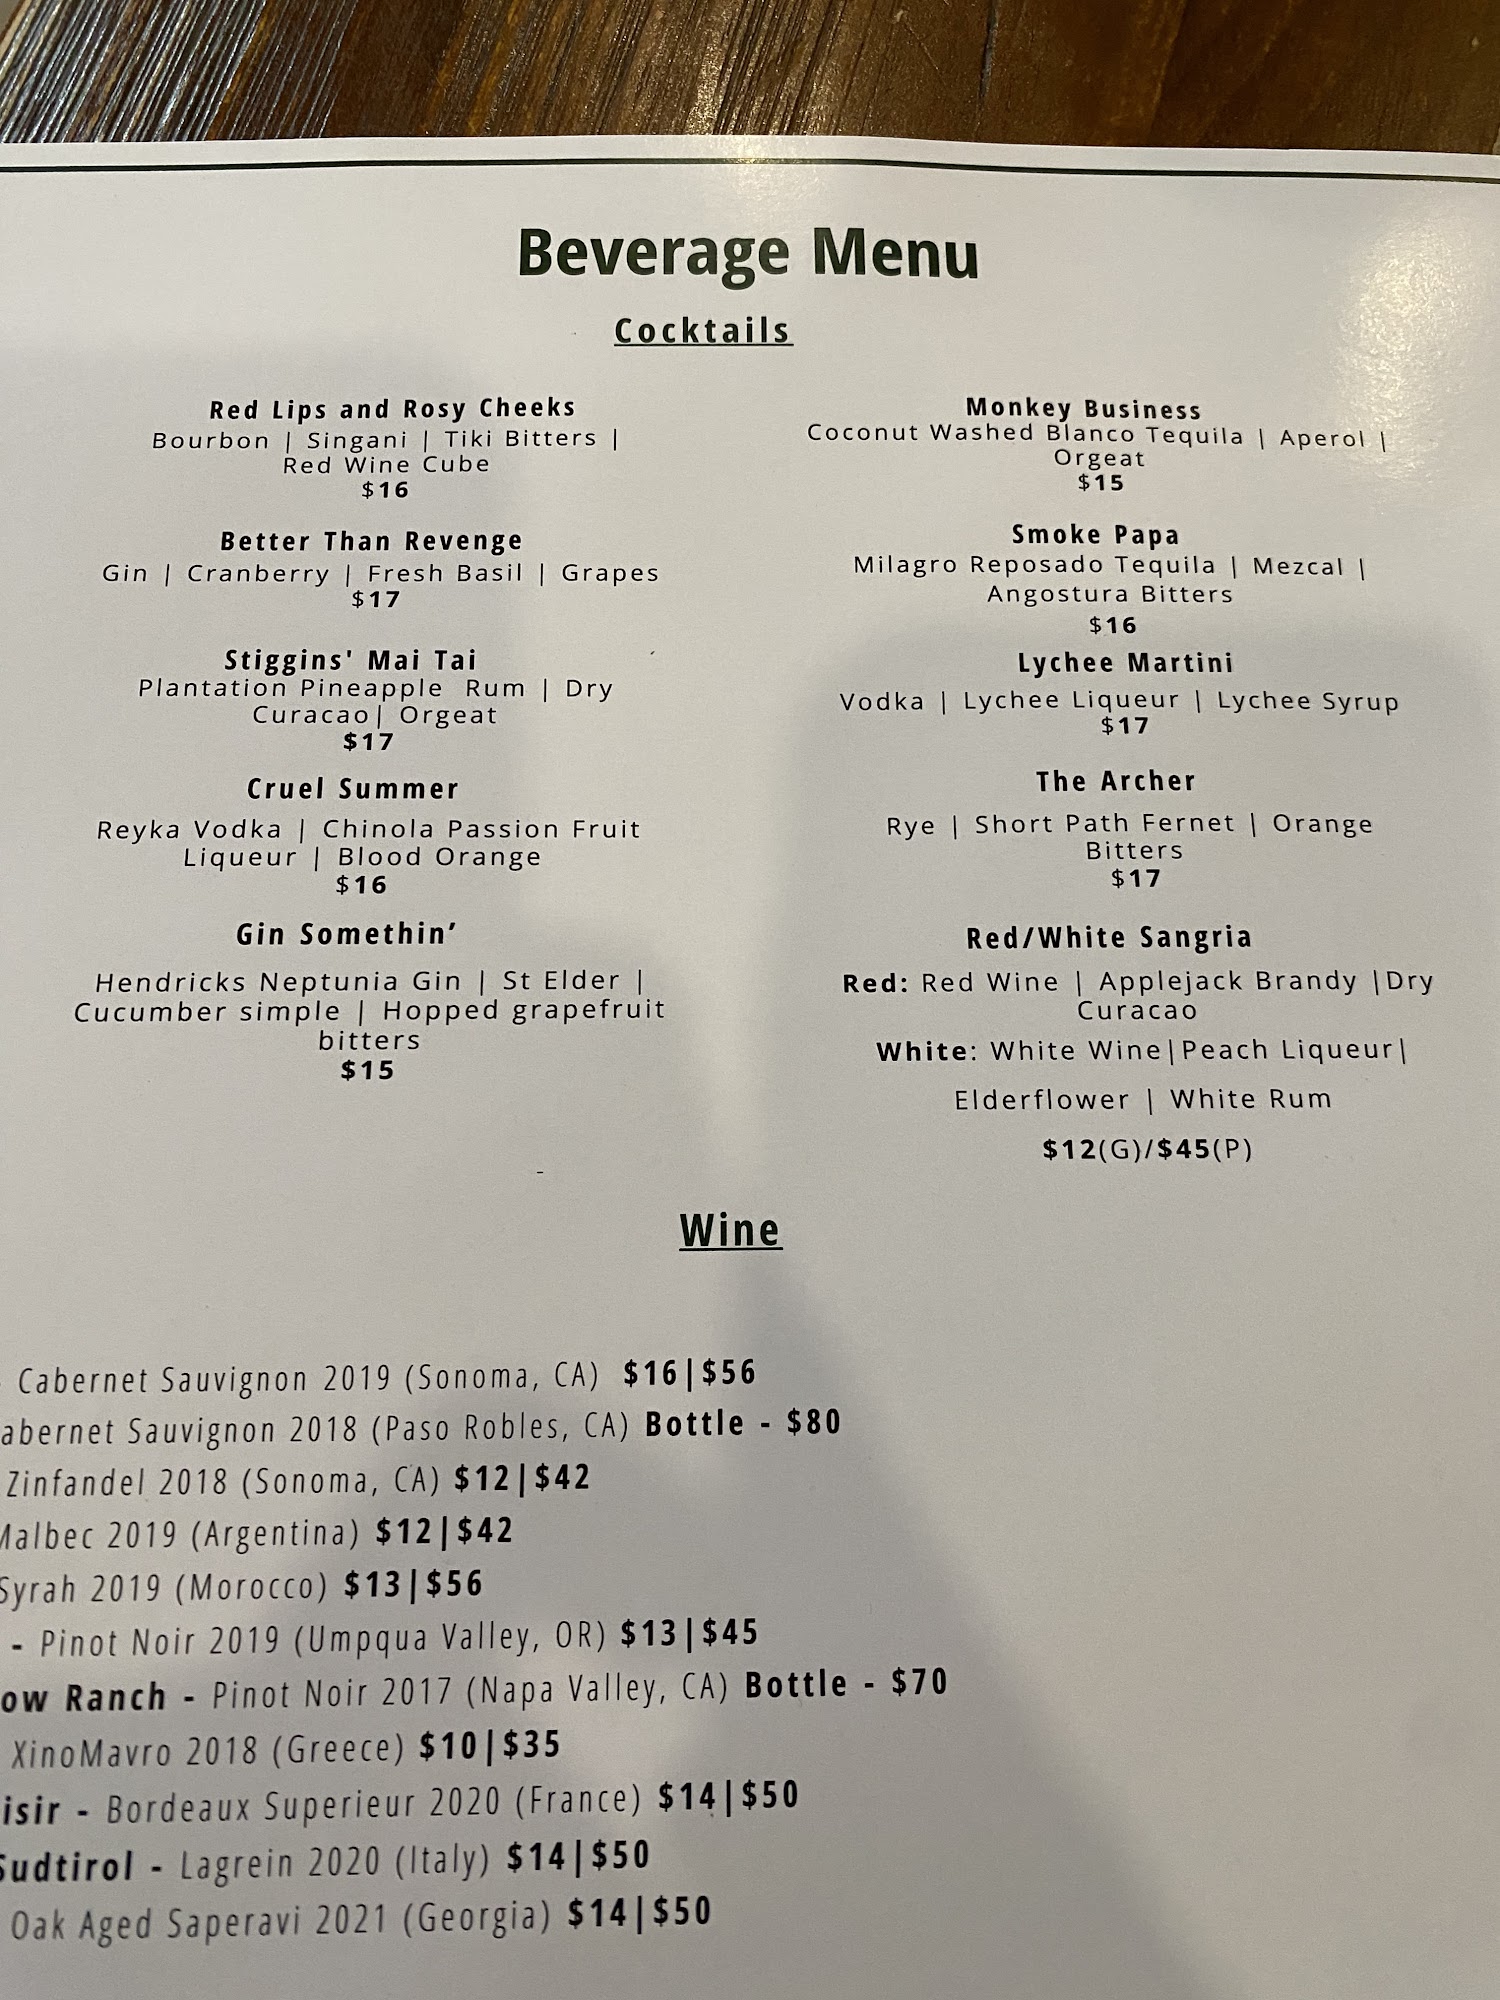 Beverage Menu
Cocktails
Red Lips and Rosy Cheeks
Bourbon | Singani | Tiki Bitters |
Red Wine Cube
$16
Better Than Revenge
Gin | Cranberry | Fresh Basil | Grapes
$17
Stiggins' Mai Tai
Plantation Pineapple Rum | Dry
Curacao| Orgeat
$17
Cruel Summer
Reyka Vodka | Chinola Passion Fruit
Liqueur | Blood Orange
$16
Gin Somethin’
Hendricks Neptunia Gin | St Elder |
Cucumber simple | Hopped grapefruit
bitters
$15
Monkey Business
Coconut Washed Blanco Tequila | Aperol |
Orgeat
$15
Smoke Papa
Milagro Reposado Tequila | Mezcal |
Angostura Bitters
$16
Lychee Martini
Vodka | Lychee Liqueur | Lychee Syrup
$17
The Archer
Rye | Short Path Fernet | Orange
Bitters
$17
Red/White Sangria
Red: Red Wine | Applejack Brandy |Dry
Curacao
White: White Wine|Peach Liqueur|
Elderflower | White Rum
$12(G)/$45(P)
Wine
Cabernet Sauvignon 2019 (Sonoma, CA) $16|$56
abernet Sauvignon 2018 (Paso Robles, CA) Bottle - $80
Zinfandel 2018 (Sonoma, CA) $12|$42
Malbec 2019 (Argentina) $12|$42
Syrah 2019 (Morocco) $13|$56
- Pinot Noir 2019 (Umpqua Valley, OR) $13|$45
ow Ranch - Pinot Noir 2017 (Napa Valley, CA) Bottle - $70
XinoMavro 2018 (Greece) $10|$35
isir - Bordeaux Superieur 2020 (France) $14|$50
Sudtirol - Lagrein 2020 (Italy) $14|$50
Oak Aged Saperavi 2021 (Georgia) $14|$50